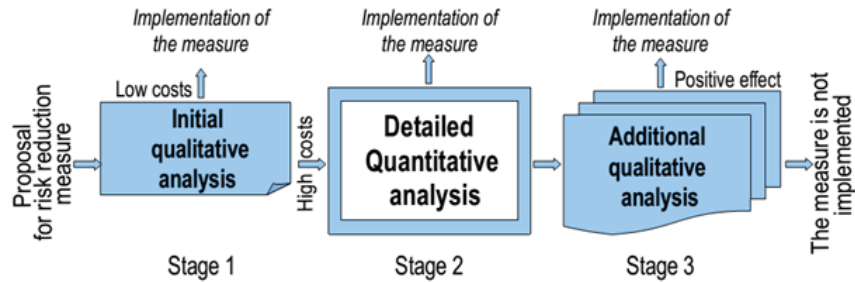 Implementation of
the measure
Implementation of
the measure
Implementation of
the measure
Proposal
for risk reduction
measure
Low costs
Initial
qualitative
analysis
High costs
Detailed
Quantitative
analysis
Positive effect
Additional
qualitative
analysis
The measure is not
implemented
Stage 1
Stage 2
Stage 3